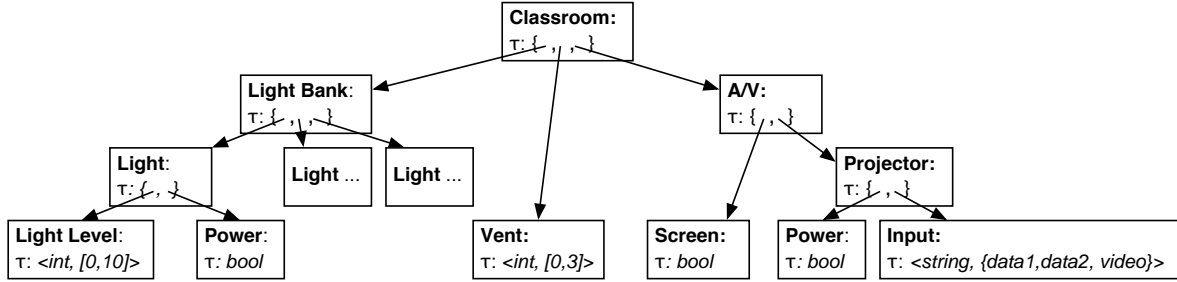 Classroom:
τ: { , , }
Light Bank:
τ: { , , }
A/V:
τ: { , }
Light:
τ: { , }
Light ...
Light ...
Projector:
τ: { , }
Light Level:
τ: <int, [0,10]>
Power:
τ: bool
Vent:
τ: <int, [0,3]>
Screen:
τ: bool
Power:
τ: bool
Input:
τ: <string, {data1,data2, video}>